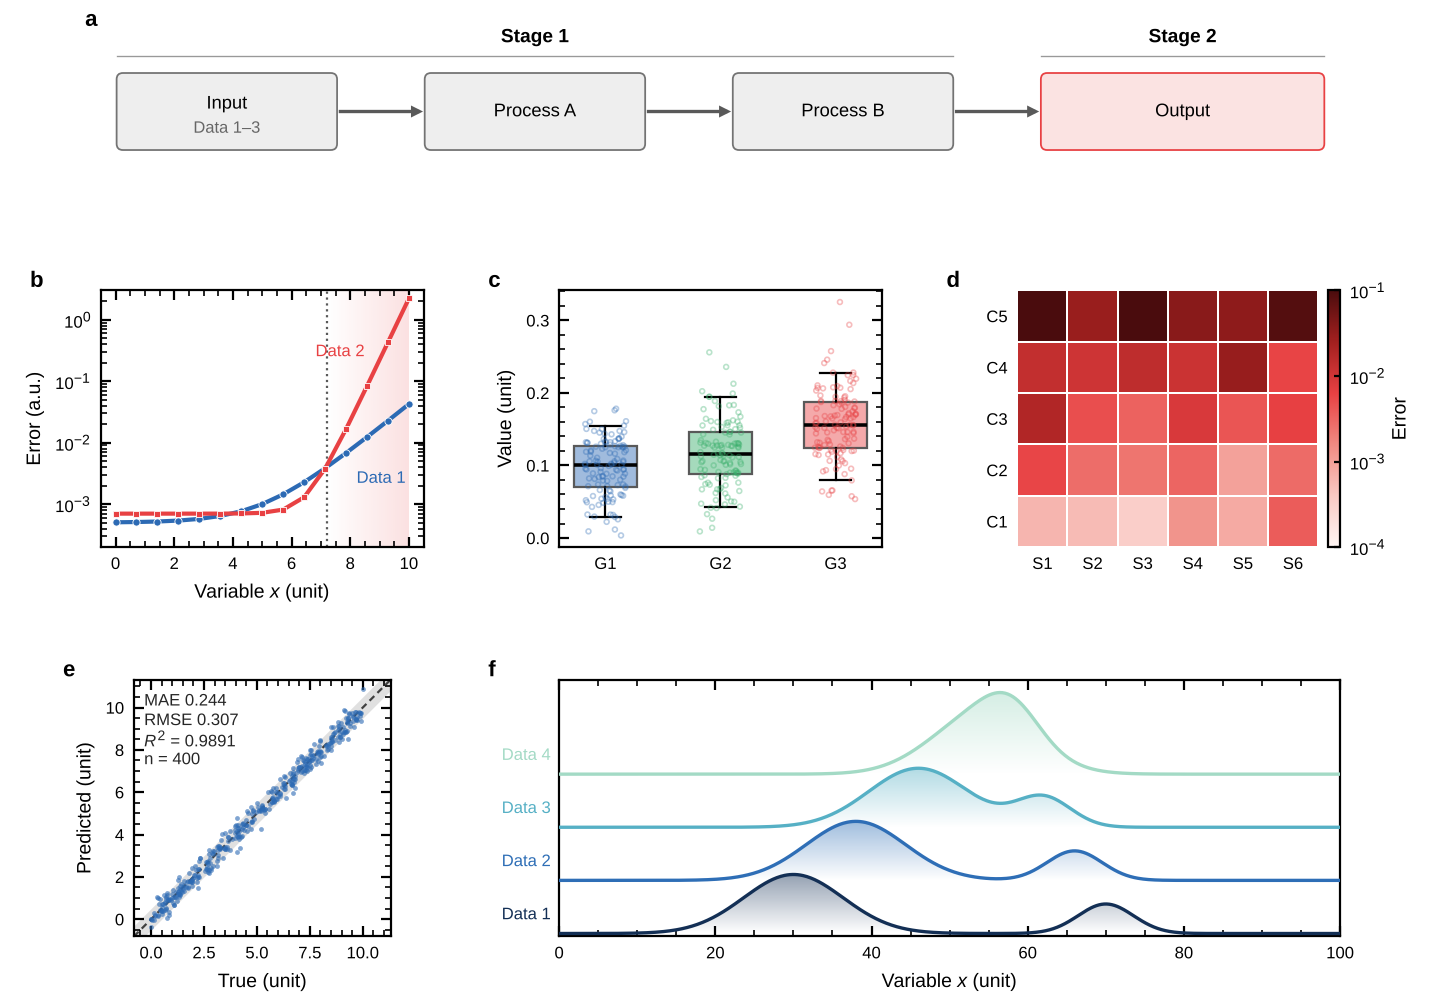 a
Stage 1
Stage 2
Input
Data 1–3
Process A
Process B
Output
b
10⁰
10⁻¹
10⁻²
10⁻³
Error (a.u.)
Data 2
Data 1
0 2 4 6 8 10
Variable x (unit)
c
0.3
0.2
0.1
0.0
Value (unit)
G1 G2 G3
d
C5
C4
C3
C2
C1
S1 S2 S3 S4 S5 S6
10⁻¹
10⁻²
10⁻³
10⁻⁴
Error
e
MAE 0.244
RMSE 0.307
R² = 0.9891
n = 400
10
8
6
4
2
0
Predicted (unit)
0.0 2.5 5.0 7.5 10.0
True (unit)
f
Data 4
Data 3
Data 2
Data 1
0 20 40 60 80 100
Variable x (unit)